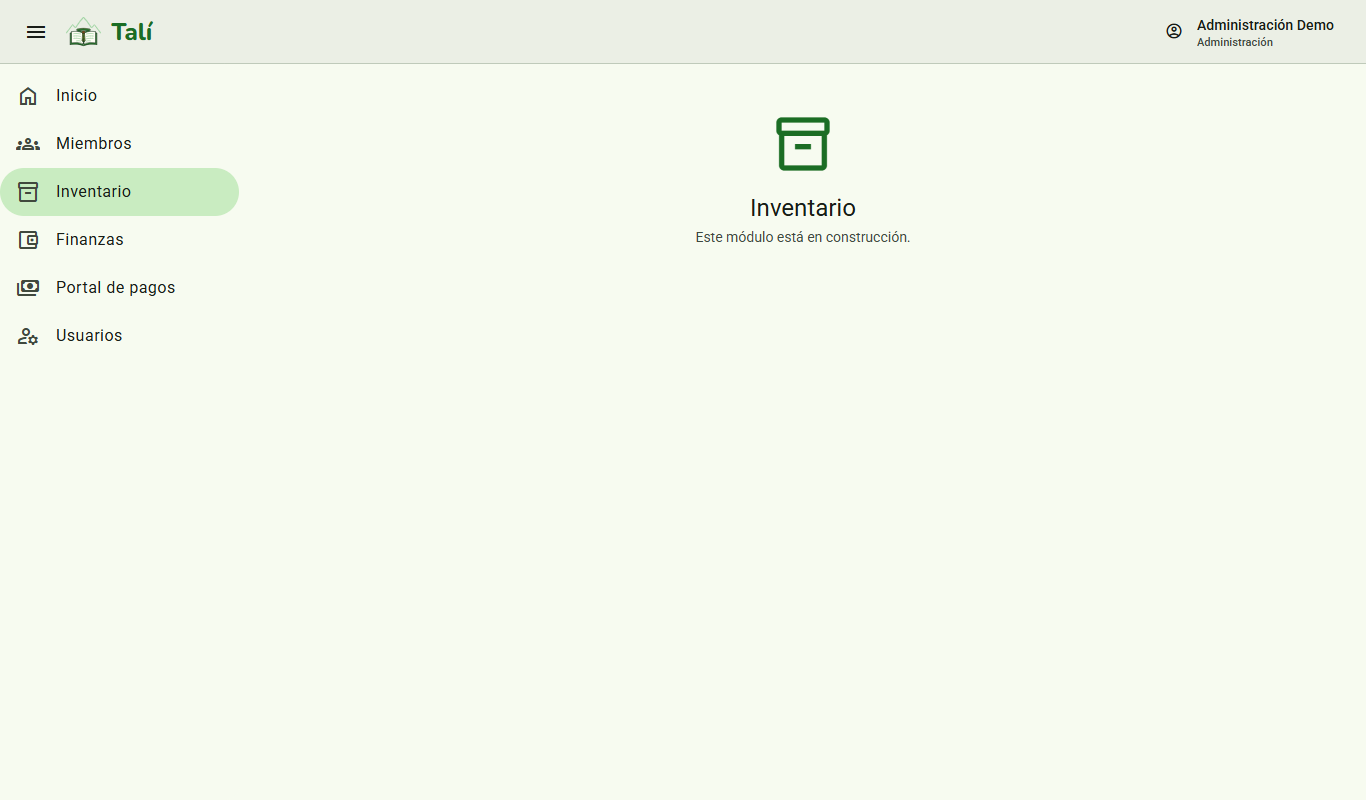 Talí
Administración Demo
Administración
Inicio
Miembros
Inventario
Finanzas
Portal de pagos
Usuarios
Inventario
Este módulo está en construcción.